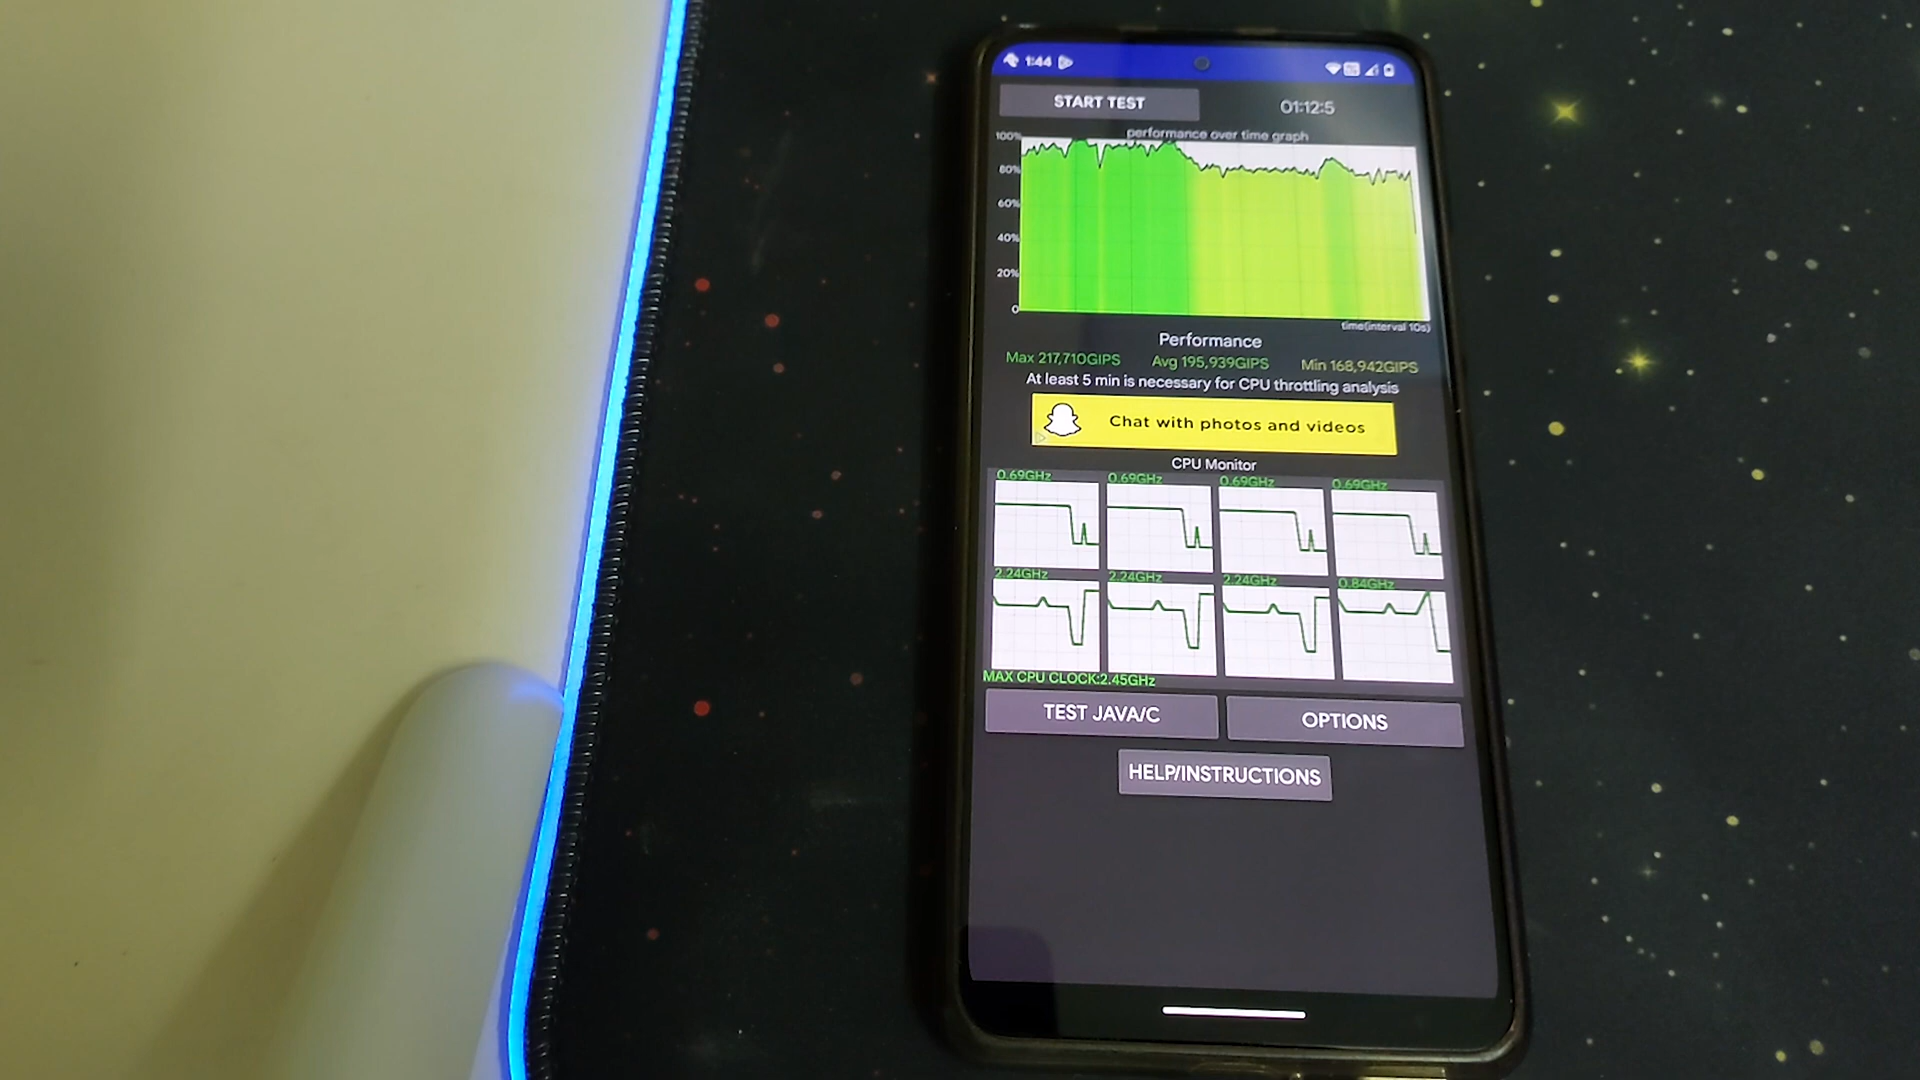 1:44
START TEST 01:12:5
performance over time graph
100%
80%
60%
40%
20%
0
time(interval 10s)
Performance
Max 217,710GIPS Avg 195,939GIPS Min 168,942GIPS
At least 5 min is necessary for CPU throttling analysis
Chat with photos and videos
CPU Monitor
0.69GHz 0.69GHz 0.69GHz 0.69GHz
2.24GHz 2.24GHz 2.24GHz 0.84GHz
MAX CPU CLOCK:2.45GHz
TEST JAVA/C OPTIONS
HELP/INSTRUCTIONS